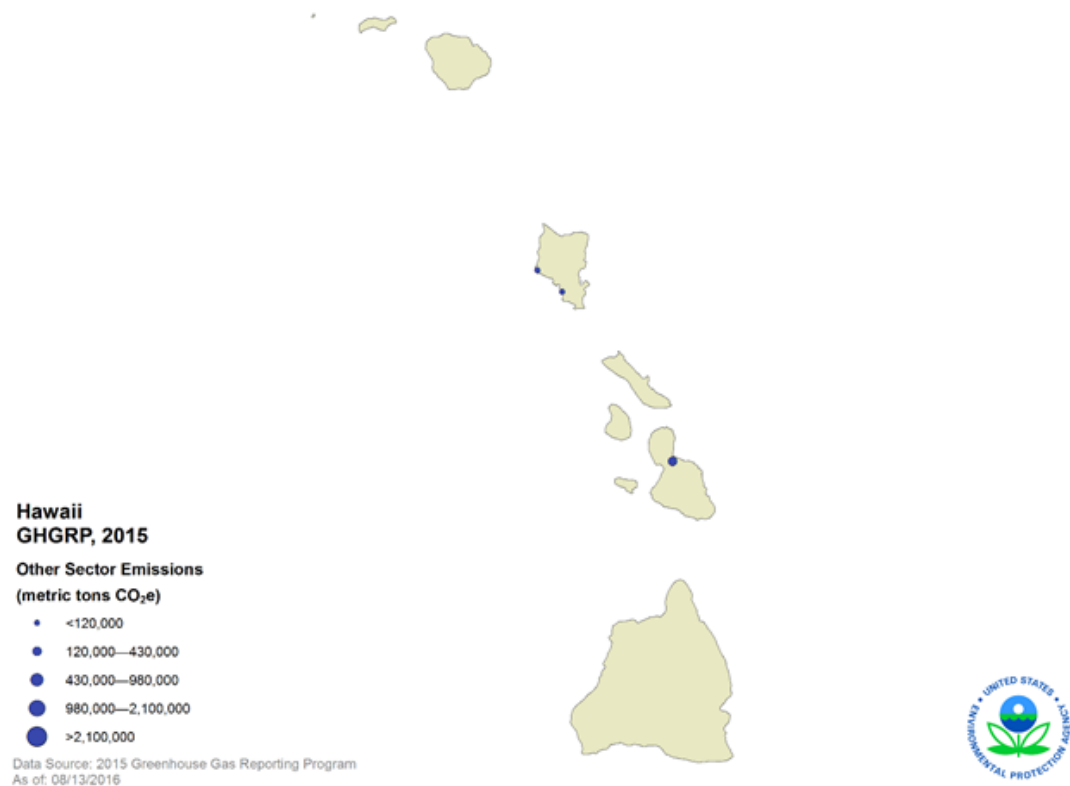 Hawaii
GHGRP, 2015
Other Sector Emissions
(metric tons CO₂e)
<120,000
120,000—430,000
430,000—980,000
980,000—2,100,000
>2,100,000
Data Source: 2015 Greenhouse Gas Reporting Program
As of: 08/13/2016
UNITED STATES
ENVIRONMENTAL PROTECTION AGENCY